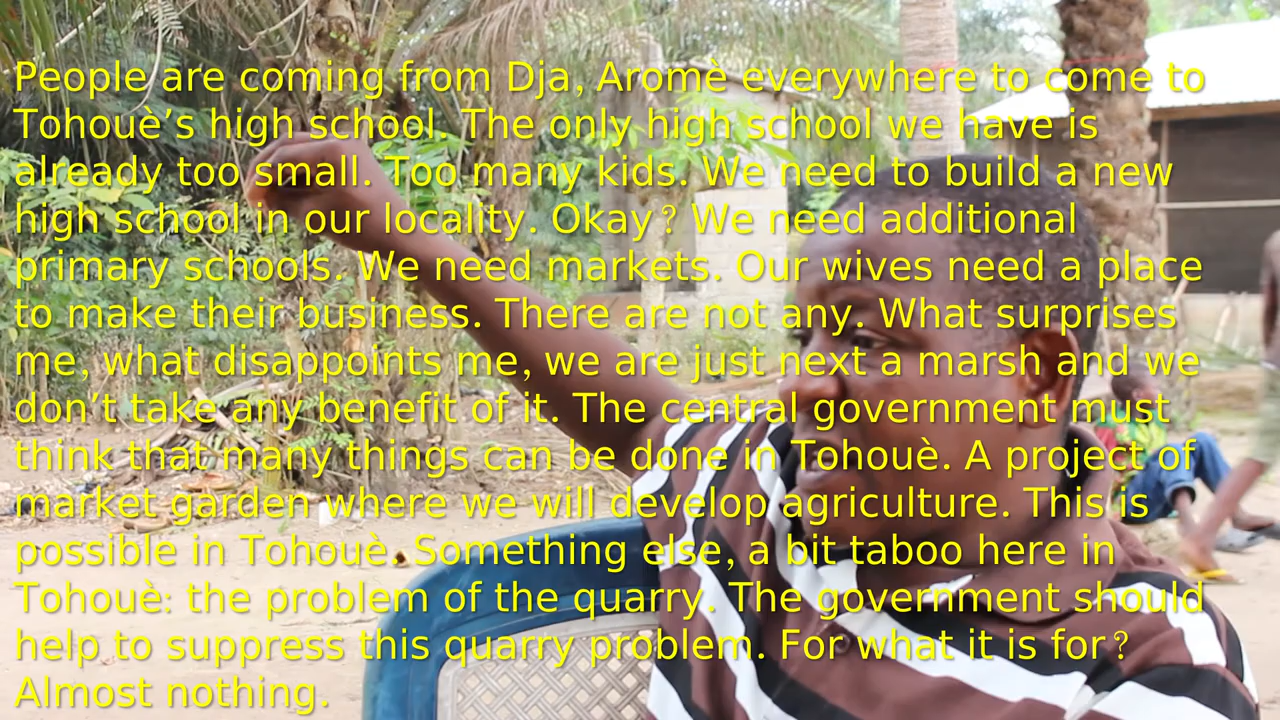 People are coming from Dja, Aromè everywhere to come to
Tohouè’s high school. The only high school we have is
already too small. Too many kids. We need to build a new
high school in our locality. Okay ? We need additional
primary schools. We need markets. Our wives need a place
to make their business. There are not any. What surprises
me, what disappoints me, we are just next a marsh and we
don’t take any benefit of it. The central government must
think that many things can be done in Tohouè. A project of
market garden where we will develop agriculture. This is
possible in Tohouè. Something else, a bit taboo here in
Tohouè: the problem of the quarry. The government should
help to suppress this quarry problem. For what it is for ?
Almost nothing.